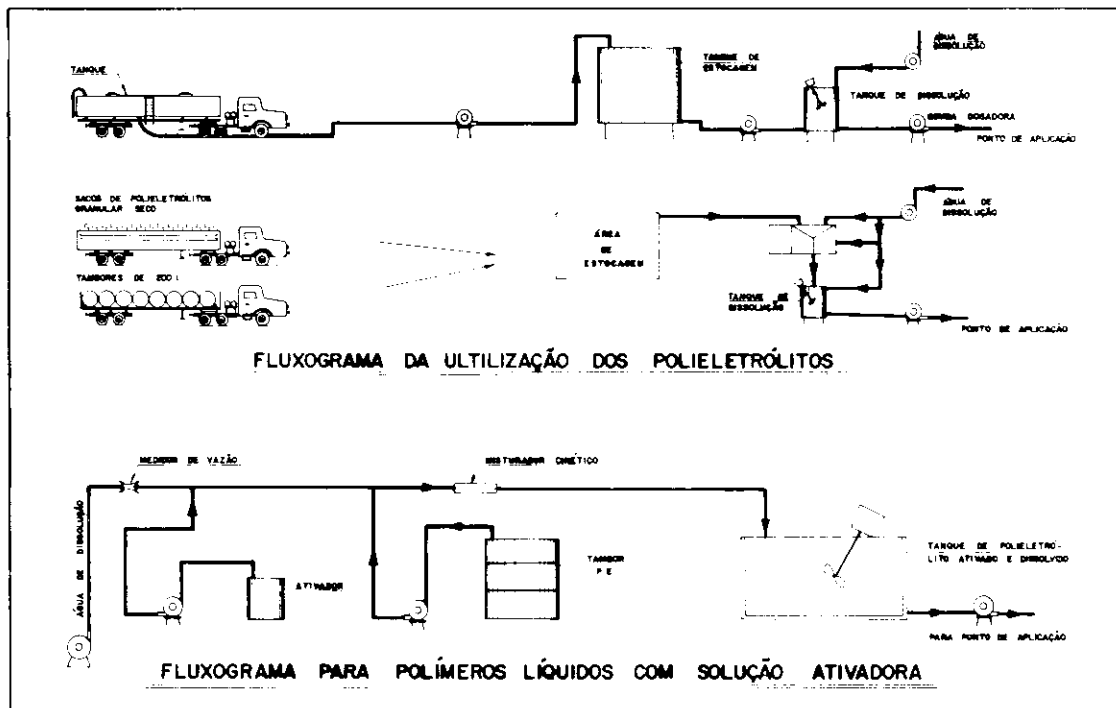 TANQUE
TANQUE DE
ESTOCAGEM
ÁGUA DE
DISSOLUÇÃO
TANQUE DE DISSOLUÇÃO
BOMBA DOSADORA
PONTO DE APLICAÇÃO
SACOS DE POLIELETRÓLITOS
GRANULAR SECO
TAMBORES DE 200 l
ÁREA
DE
ESTOCAGEM
ÁGUA DE
DISSOLUÇÃO
TANQUE DE
DISSOLUÇÃO
PONTO DE APLICAÇÃO
FLUXOGRAMA DA ULTILIZAÇÃO DOS POLIELETRÓLITOS
MEDIDOR DE VAZÃO
MISTURADOR CINÉTICO
ÁGUA DE DISSOLUÇÃO
ATIVADOR
TAMBOR
P E
TANQUE DE POLIELETRÓ-
LITO ATIVADO E DISSOLVIDO
PARA PONTO DE APLICAÇÃO
FLUXOGRAMA PARA POLÍMEROS LÍQUIDOS COM SOLUÇÃO ATIVADORA